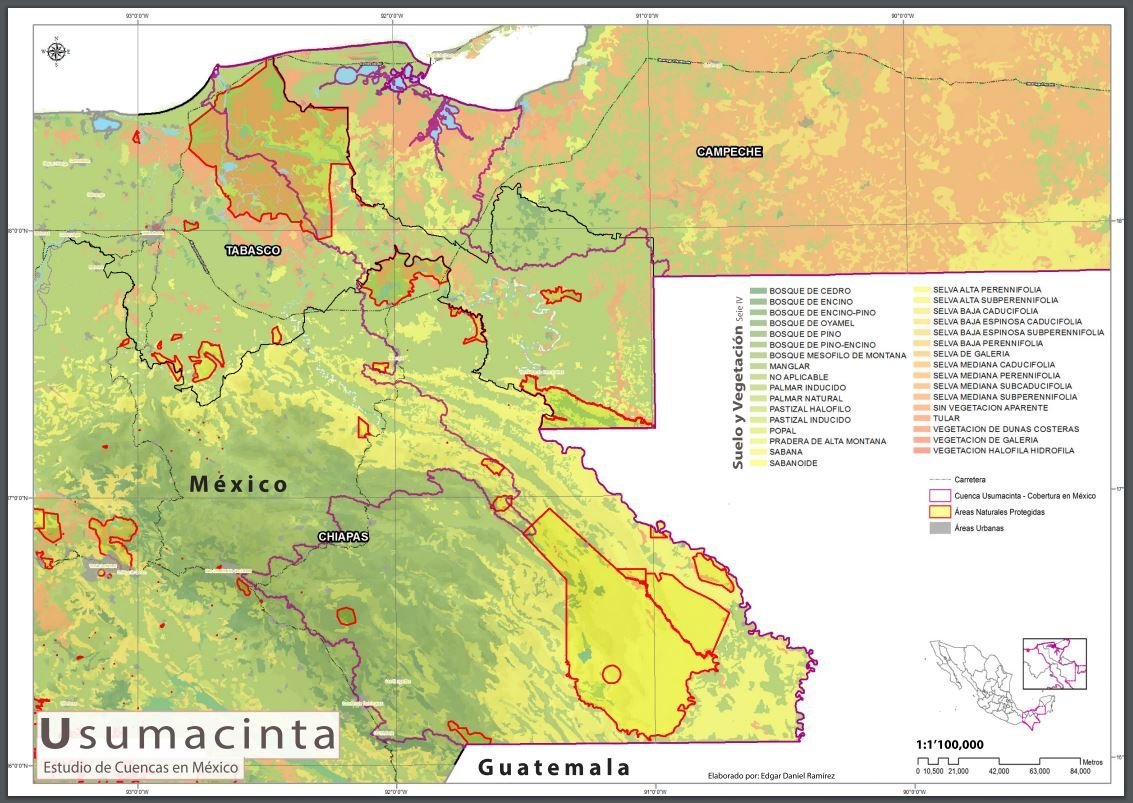 93°0'0"W
92°0'0"W
91°0'0"W
90°0'0"W
N
W
E
S
CAMPECHE
TABASCO
18°
Suelo y Vegetación Seie IV
BOSQUE DE CEDRO
BOSQUE DE ENCINO
BOSQUE DE ENCINO-PINO
BOSQUE DE OYAMEL
BOSQUE DE PINO
BOSQUE DE PINO-ENCINO
BOSQUE MESOFILO DE MONTANA
MANGLAR
NO APLICABLE
PALMAR INDUCIDO
PALMAR NATURAL
PASTIZAL HALOFILO
PASTIZAL INDUCIDO
POPAL
PRADERA DE ALTA MONTANA
SABANA
SABANOIDE
SELVA ALTA PERENNIFOLIA
SELVA ALTA SUBPERENNIFOLIA
SELVA BAJA CADUCIFOLIA
SELVA BAJA ESPINOSA CADUCIFOLIA
SELVA BAJA ESPINOSA SUBPERENNIFOLIA
SELVA BAJA PERENNIFOLIA
SELVA DE GALERIA
SELVA MEDIANA CADUCIFOLIA
SELVA MEDIANA PERENNIFOLIA
SELVA MEDIANA SUBCADUCIFOLIA
SELVA MEDIANA SUBPERENNIFOLIA
SIN VEGETACION APARENTE
TULAR
VEGETACION DE DUNAS COSTERAS
VEGETACION DE GALERIA
VEGETACION HALOFILA HIDROFILA
Carretera
Cuenca Usumacinta - Cobertura en México
Áreas Naturales Protegidas
Áreas Urbanas
México
17°
CHIAPAS
Usumacinta
Estudio de Cuencas en México
Guatemala
Elaborado por: Edgar Daniel Ramírez
1:1'100,000
Metros
0 10,500 21,000 42,000 63,000 84,000
16°
93°0'0"W
92°0'0"W
91°0'0"W
90°0'0"W